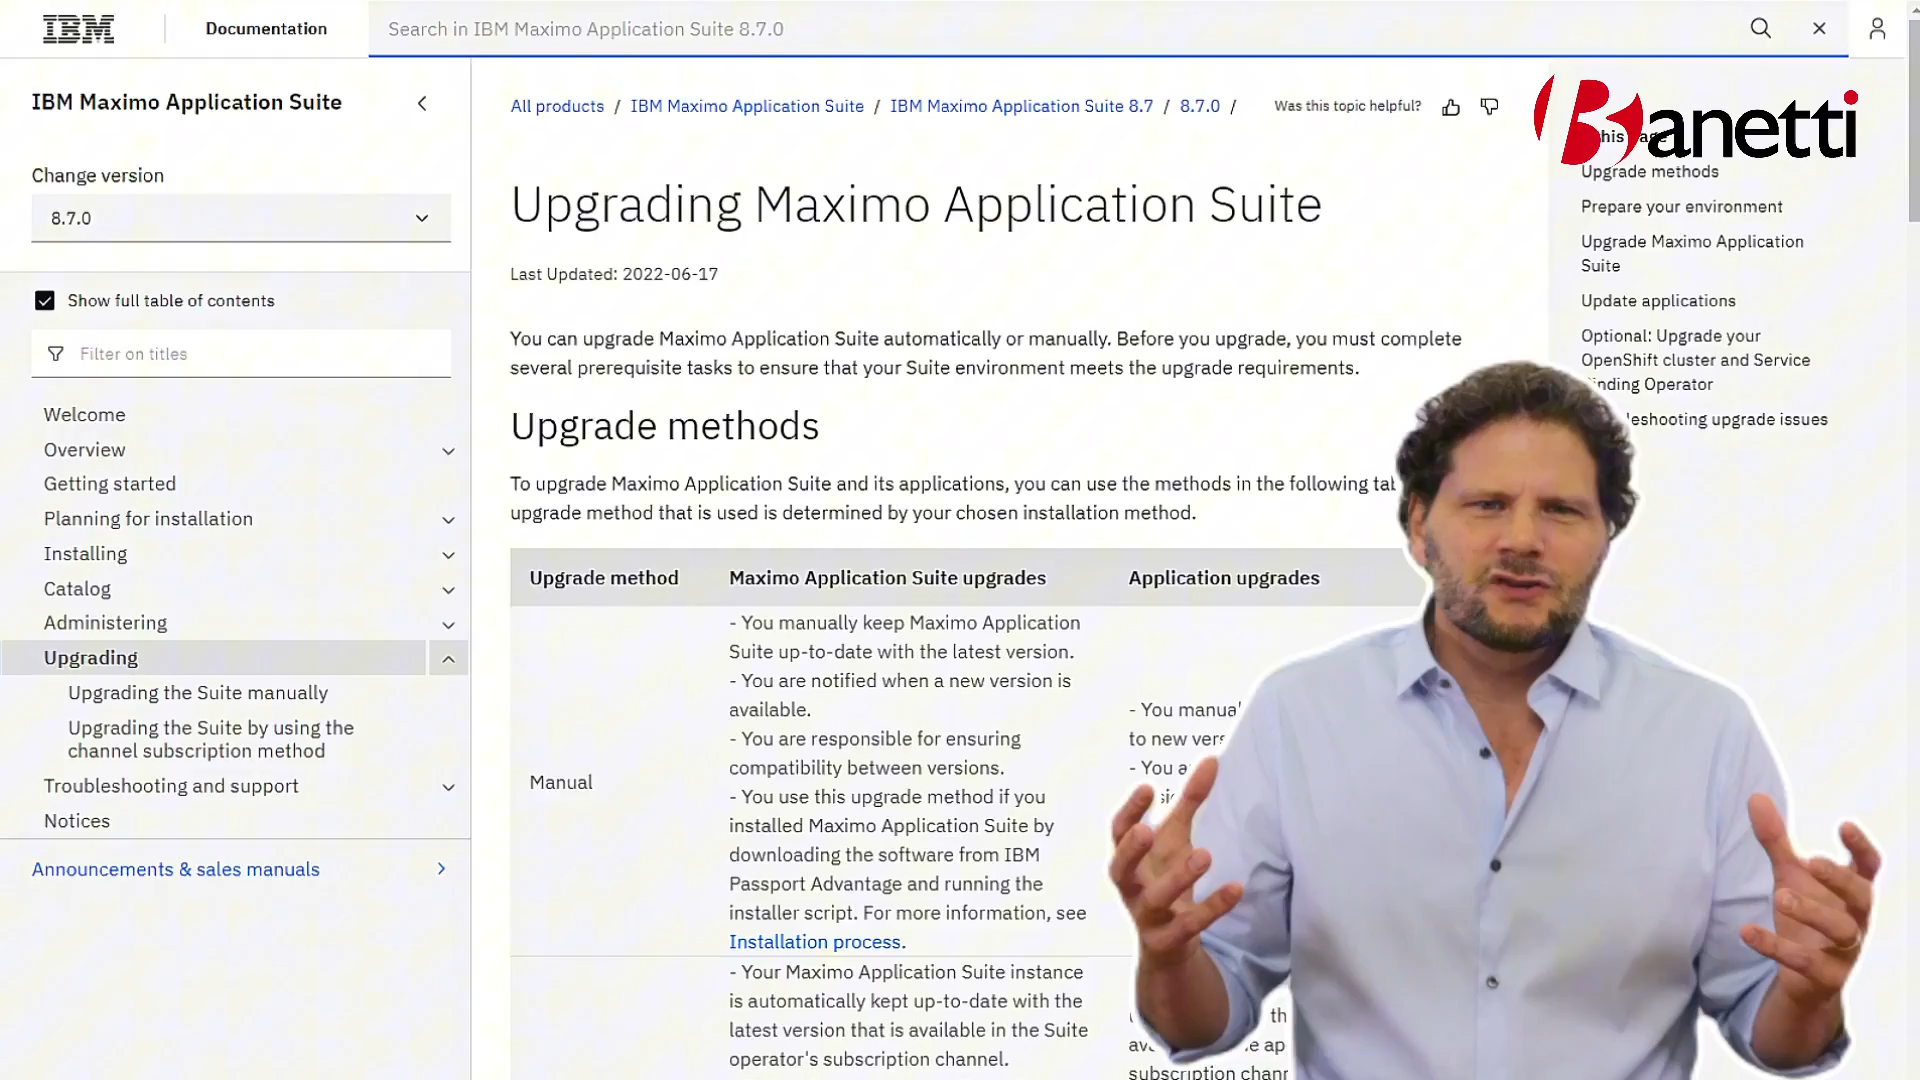 IBM
Documentation
Search in IBM Maximo Application Suite 8.7.0
IBM Maximo Application Suite
Change version
8.7.0
Show full table of contents
Filter on titles
Welcome
Overview
Getting started
Planning for installation
Installing
Catalog
Administering
Upgrading
Upgrading the Suite manually
Upgrading the Suite by using the
channel subscription method
Troubleshooting and support
Notices
Announcements & sales manuals
All products / IBM Maximo Application Suite / IBM Maximo Application Suite 8.7 / 8.7.0 /
Was this topic helpful?
Upgrading Maximo Application Suite
Last Updated: 2022-06-17
You can upgrade Maximo Application Suite automatically or manually. Before you upgrade, you must complete
several prerequisite tasks to ensure that your Suite environment meets the upgrade requirements.
Upgrade methods
To upgrade Maximo Application Suite and its applications, you can use the methods in the following
upgrade method that is used is determined by your chosen installation method.
Upgrade method
Maximo Application Suite upgrades
Application upgrades
Manual
- You manually keep Maximo Application
Suite up-to-date with the latest version.
- You are notified when a new version is
available.
- You are responsible for ensuring
compatibility between versions.
- You use this upgrade method if you
installed Maximo Application Suite by
downloading the software from IBM
Passport Advantage and running the
installer script. For more information, see
Installation process.
- You
to new
- You
- Your Maximo Application Suite instance
is automatically kept up-to-date with the
latest version that is available in the Suite
operator's subscription channel.
subscription
Banetti
Upgrade methods
Prepare your environment
Upgrade Maximo Application
Suite
Update applications
Optional: Upgrade your
OpenShift cluster and Service
Operator
upgrade issues